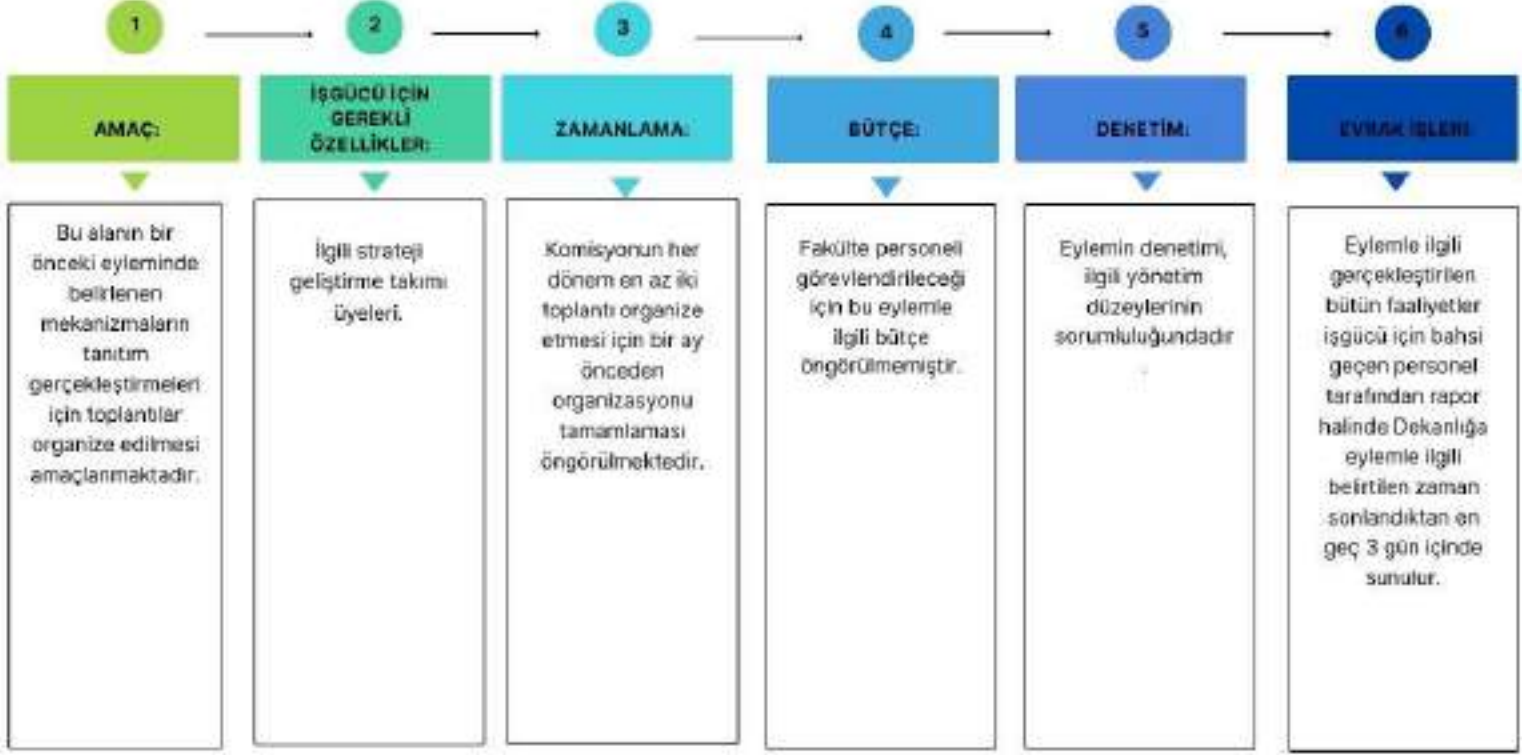 1
2
3
4
5
6
AMAÇ:
İŞGÜCÜ İÇİN
GEREKLİ
ÖZELLİKLER:
ZAMANLAMA:
BÜTÇE:
DENETİM:
EVRAK İŞLERİ:
Bu alanın bir
önceki eyleminde
belirlenen
mekanizmaların
tanıtım
gerçekleştirmeleri
için toplantılar
organize edilmesi
amaçlanmaktadır.
İlgili strateji
geliştirme takımı
üyeleri.
Komisyonun her
dönem en az iki
toplantı organize
etmesi için bir ay
önceden
organizasyonu
tamamlaması
öngörülmektedir.
Fakülte personeli
görevlendirileceği
için bu eylemle
ilgili bütçe
öngörülmemiştir.
Eylemin denetimi,
ilgili yönetim
düzeylerinin
sorumluluğundadır
.
Eylemle ilgili
gerçekleştirilen
bütün faaliyetler
işgücü için bahsi
geçen personel
tarafından rapor
halinde Dekanlığa
eylemle ilgili
belirtilen zaman
sonlandıktan en
geç 3 gün içinde
sunulur.